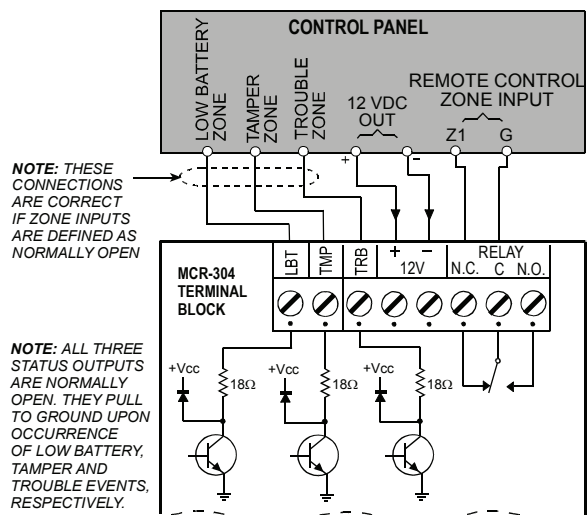 CONTROL PANEL
LOW BATTERY
ZONE
TAMPER
ZONE
TROUBLE
ZONE
12 VDC
OUT
REMOTE CONTROL
ZONE INPUT
Z1 G
+ - 
NOTE: THESE
CONNECTIONS
ARE CORRECT
IF ZONE INPUTS
ARE DEFINED AS
NORMALLY OPEN
MCR-304
TERMINAL
BLOCK
LBT
TMP
TRB
+ –
12V
RELAY
N.C. C N.O.
NOTE: ALL THREE
STATUS OUTPUTS
ARE NORMALLY
OPEN. THEY PULL
TO GROUND UPON
OCCURRENCE
OF LOW BATTERY,
TAMPER AND
TROUBLE EVENTS,
RESPECTIVELY.
+Vcc 18Ω
+Vcc 18Ω
+Vcc 18Ω